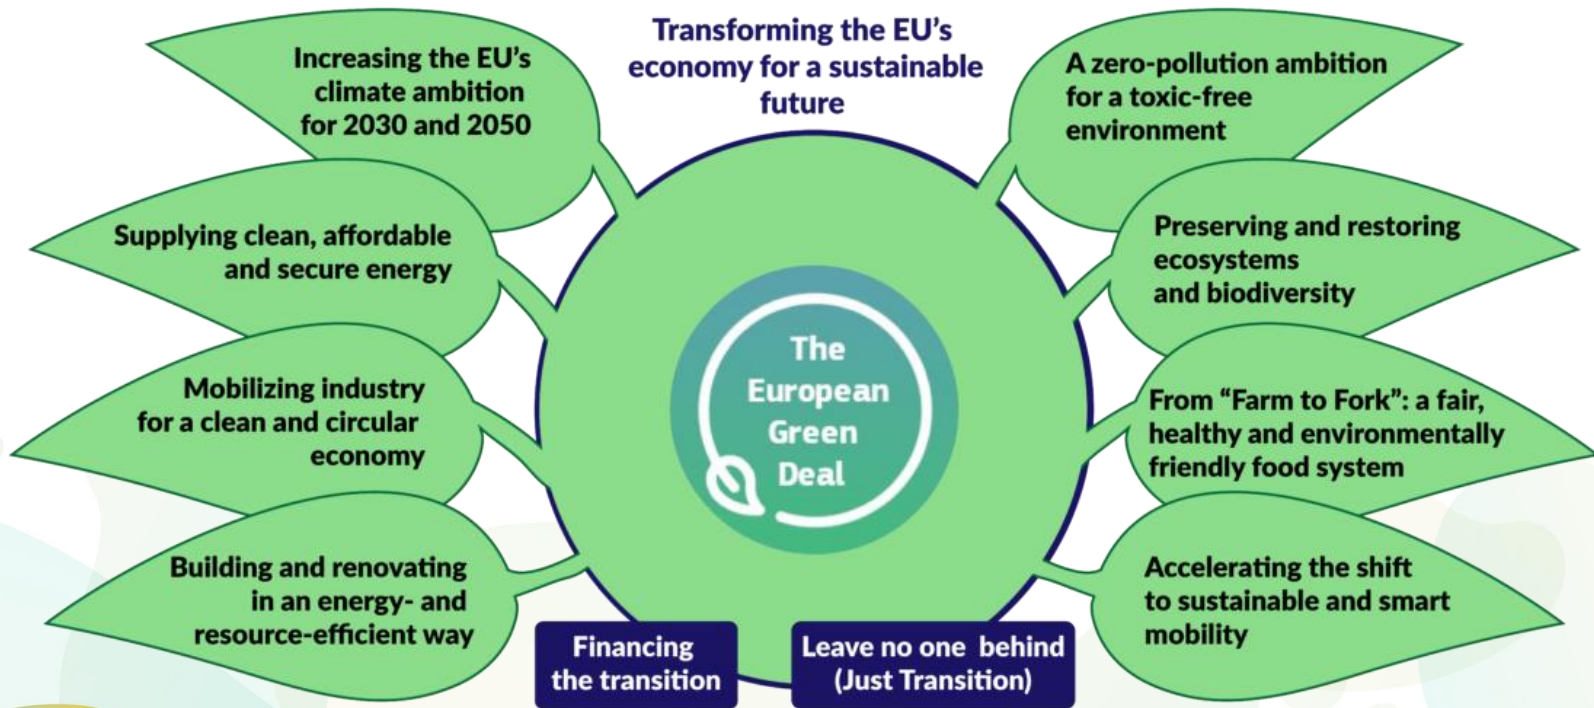 Transforming the EU's
economy for a sustainable
future
Increasing the EU's
climate ambition
for 2030 and 2050
Supplying clean, affordable
and secure energy
Mobilizing industry
for a clean and circular
economy
Building and renovating
in an energy- and
resource-efficient way
The
European
Green
Deal
A zero-pollution ambition
for a toxic-free
environment
Preserving and restoring
ecosystems
and biodiversity
From “Farm to Fork”: a fair,
healthy and environmentally
friendly food system
Accelerating the shift
to sustainable and smart
mobility
Financing
the transition
Leave no one behind
(Just Transition)